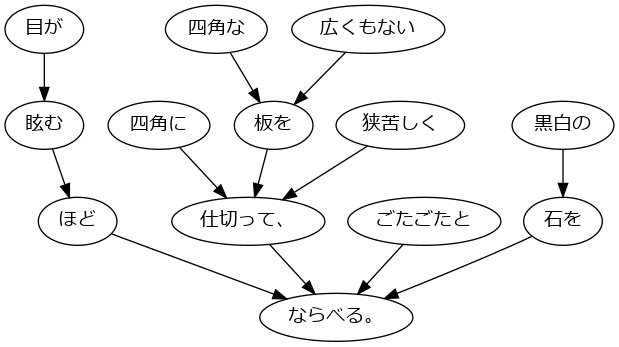 目が
四角な
広くもない
眩む
四角に
板を
狭苦しく
黒白の
ほど
仕切って、
ごたごたと
石を
ならべる。